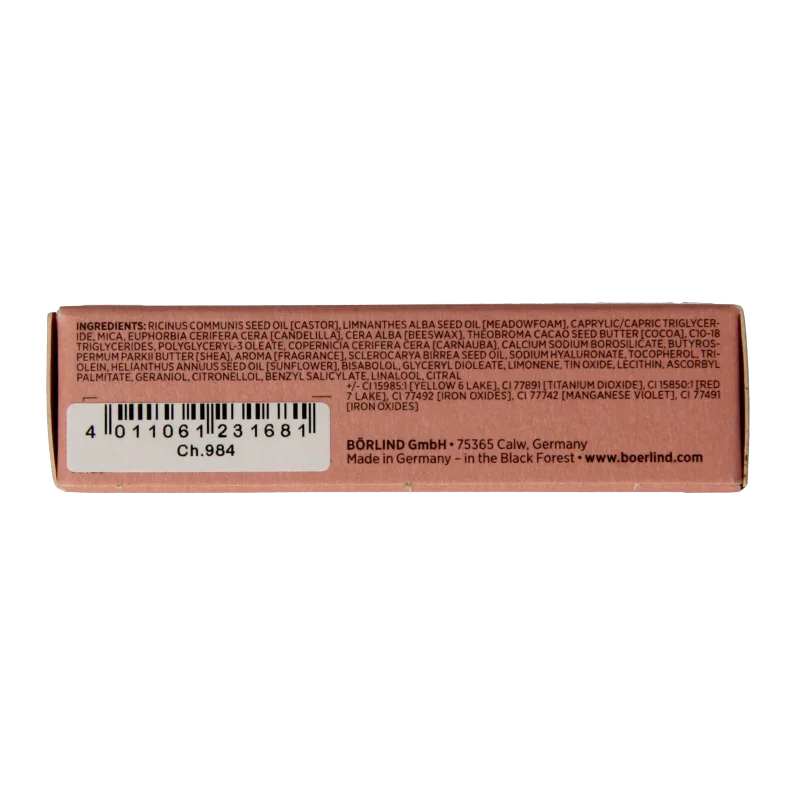 INGREDIENTS: RICINUS COMMUNIS SEED OIL [CASTOR], LIMNANTHES ALBA SEED OIL [MEADOWFOAM], CAPRYLIC/CAPRIC TRIGLYCER-
IDE, MICA, EUPHORBIA CERIFERA CERA [CANDELILLA], CERA ALBA [BEESWAX], THEOBROMA CACAO SEED BUTTER [COCOA], C10-18
TRIGLYCERIDES, POLYGLYCERYL-3 OLEATE, COPERNICIA CERIFERA CERA [CARNAUBA], CALCIUM SODIUM BOROSILICATE, BUTYROS-
PERMUM PARKII BUTTER [SHEA], AROMA [FRAGRANCE], SCLEROCARYA BIRREA SEED OIL, SODIUM HYALURONATE, TOCOPHEROL, TRI-
OLEIN, HELIANTHUS ANNUUS SEED OIL [SUNFLOWER], BISABOLOL, GLYCERYL DIOLEATE, LIMONENE, TIN OXIDE, LECITHIN, ASCORBYL
PALMITATE, GERANIOL, CITRONELLOL, BENZYL SALICYLATE, LINALOOL, CITRAL
+/- CI 15985:1 [YELLOW 6 LAKE], CI 77891 [TITANIUM DIOXIDE], CI 15850:1 [RED
7 LAKE], CI 77492 [IRON OXIDES], CI 77742 [MANGANESE VIOLET], CI 77491
[IRON OXIDES]
4 011061 231681
Ch.984
BÖRLIND GmbH • 75365 Calw, Germany
Made in Germany – in the Black Forest • www.boerlind.com